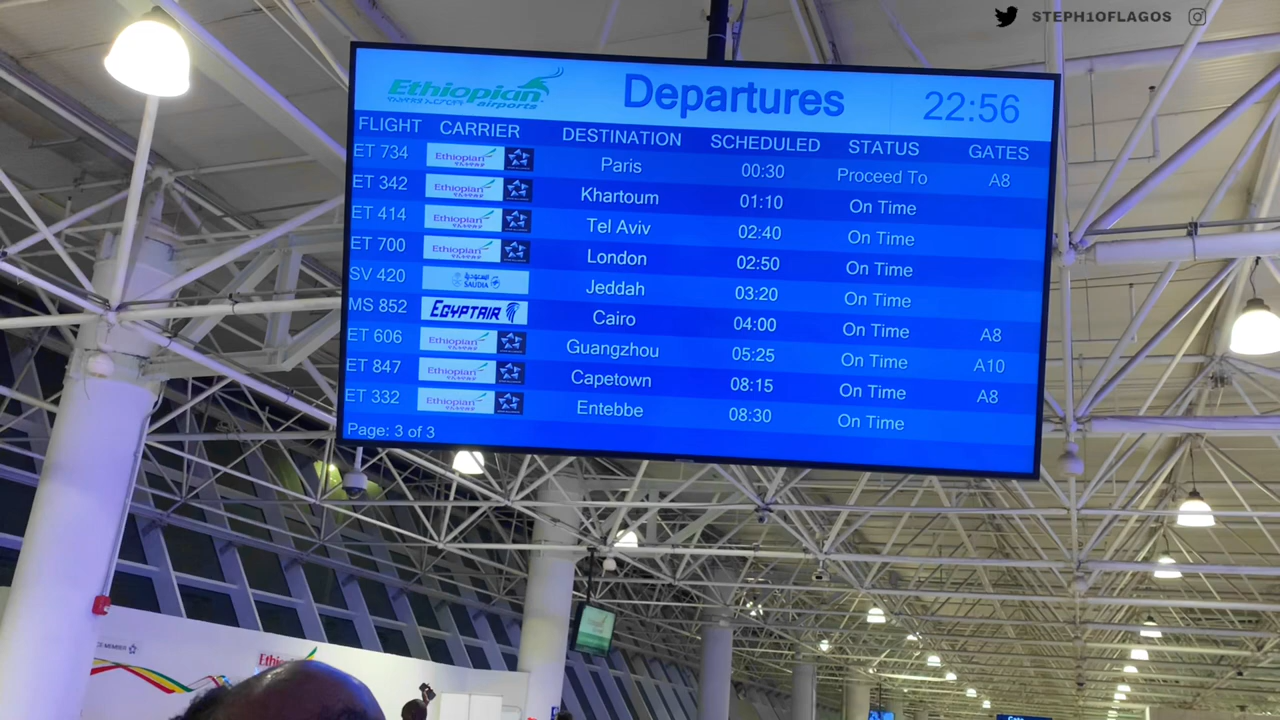 STEPH1OFLAGOS
Ethiopian airports Departures 22:56
FLIGHT CARRIER DESTINATION SCHEDULED STATUS GATES
ET 734 Ethiopian Paris 00:30 Proceed To A8
ET 342 Ethiopian Khartoum 01:10 On Time
ET 414 Ethiopian Tel Aviv 02:40 On Time
ET 700 Ethiopian London 02:50 On Time
SV 420 السعودية SAUDIA Jeddah 03:20 On Time
MS 852 EGYPTAIR Cairo 04:00 On Time A8
ET 606 Ethiopian Guangzhou 05:25 On Time A10
ET 847 Ethiopian Capetown 08:15 On Time A8
ET 332 Ethiopian Entebbe 08:30 On Time
Page: 3 of 3
MEMBER